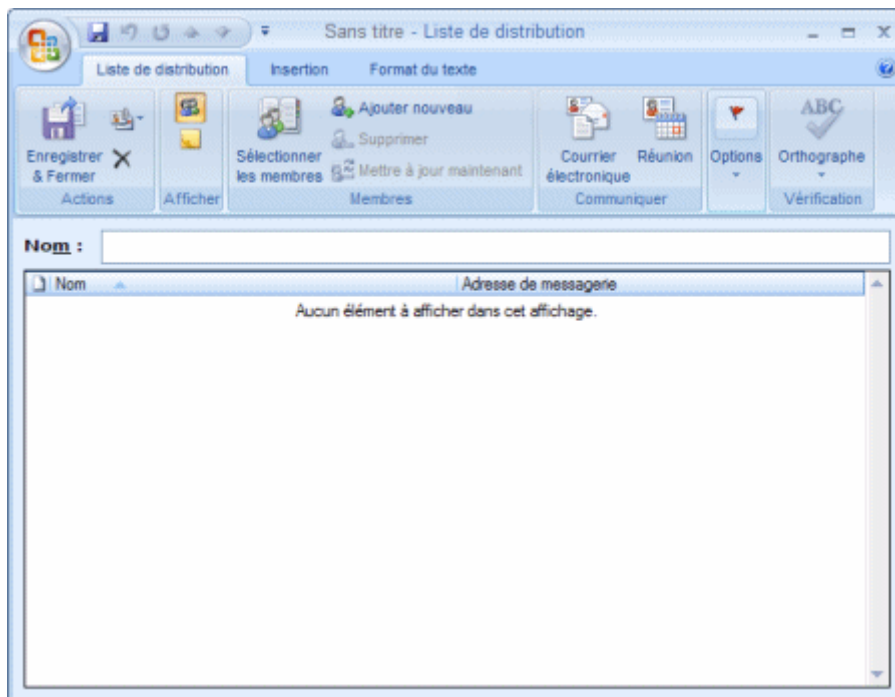 Sans titre - Liste de distribution
Liste de distribution Insertion Format du texte
Enregistrer & Fermer
Actions
Afficher
Sélectionner les membres
Ajouter nouveau
Supprimer
Mettre à jour maintenant
Membres
Courrier électronique
Réunion
Communiquer
Options
ABC
Orthographe
Vérification
Nom :
Nom Adresse de messagerie
Aucun élément à afficher dans cet affichage.